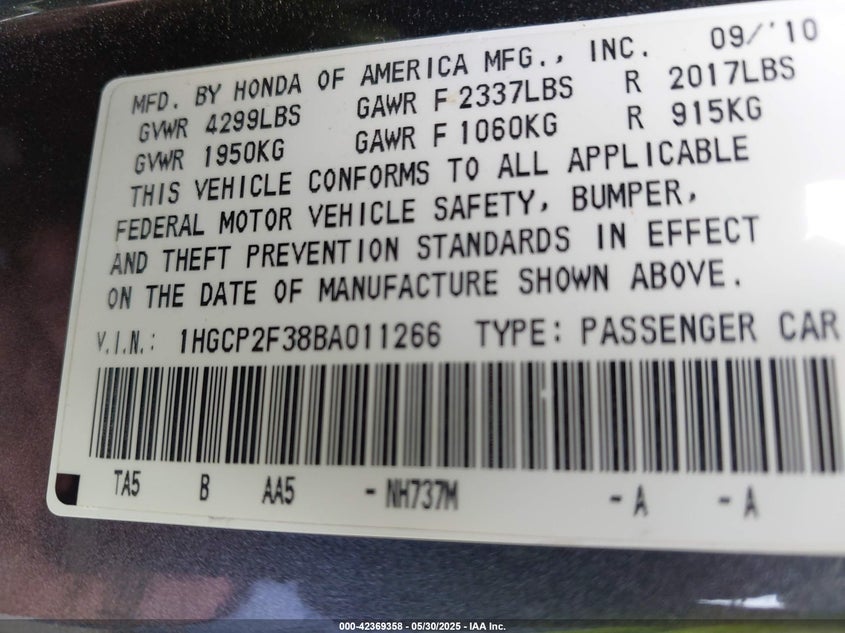 MFD. BY HONDA OF AMERICA MFG., INC. 09/'10
GVWR 4299LBS GAWR F 2337LBS R 2017LBS
GVWR 1950KG GAWR F 1060KG R 915KG
THIS VEHICLE CONFORMS TO ALL APPLICABLE
FEDERAL MOTOR VEHICLE SAFETY, BUMPER,
AND THEFT PREVENTION STANDARDS IN EFFECT
ON THE DATE OF MANUFACTURE SHOWN ABOVE.
V.I.N.: 1HGCP2F38BA011266 TYPE: PASSENGER CAR
TA5 B AA5 - NH737M - A - A
000-42369358 - 05/30/2025 - IAA Inc.